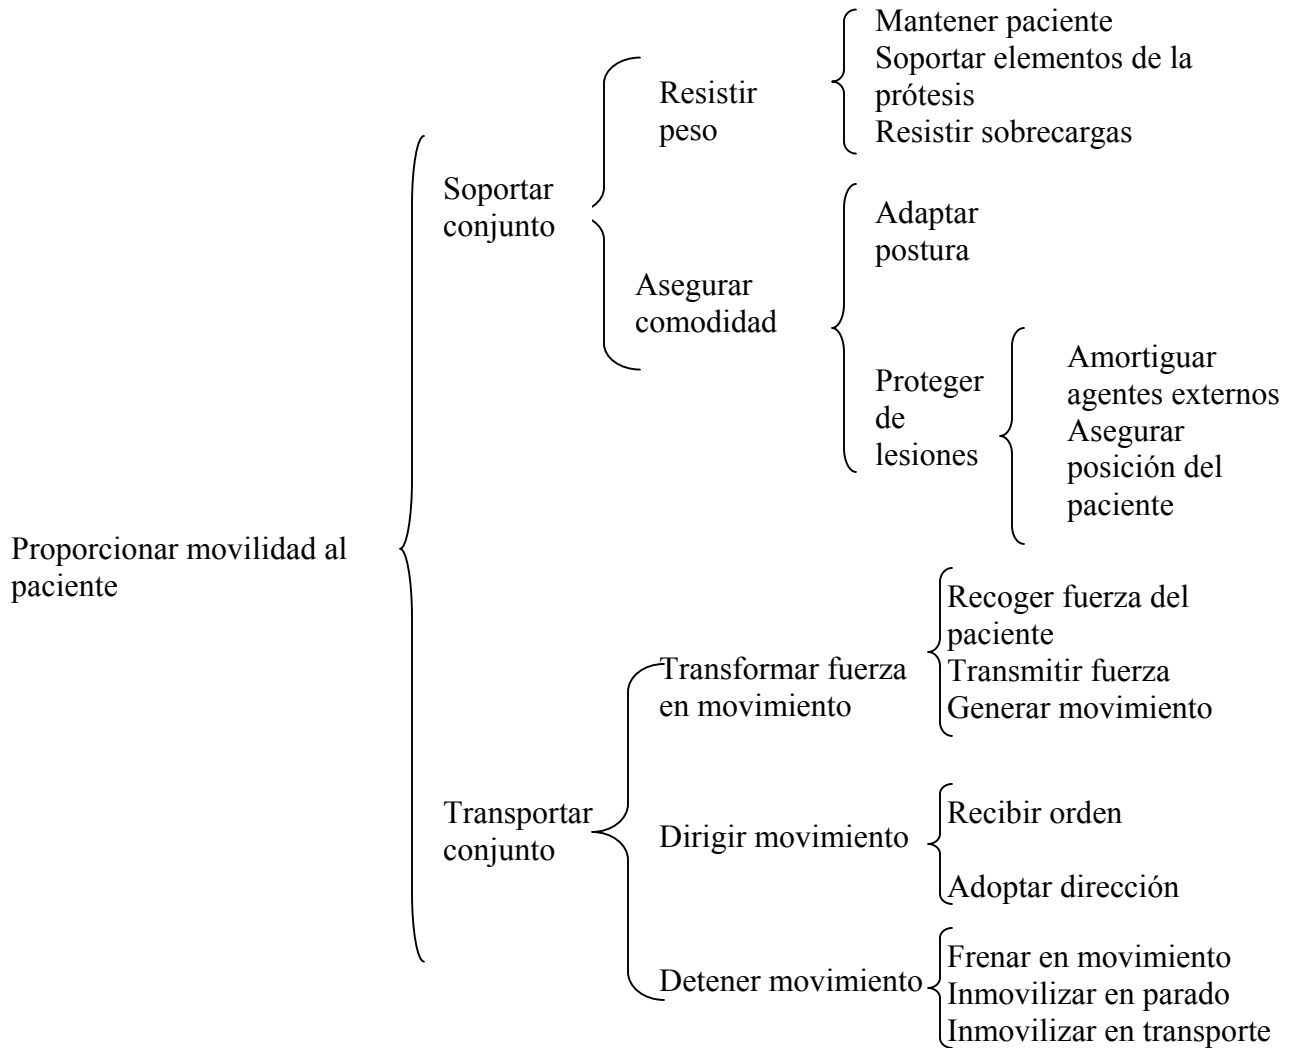 Mantener paciente
Soportar elementos de la
prótesis
Resistir sobrecargas
Resistir
peso
Soportar
conjunto
Adaptar
postura
Asegurar
comodidad
Proteger
de
lesiones
Amortiguar
agentes externos
Asegurar
posición del
paciente
Proporcionar movilidad al
paciente
Recoger fuerza del
paciente
Transmitir fuerza
Generar movimiento
Transformar fuerza
en movimiento
Transportar
conjunto
Dirigir movimiento
Recibir orden
Adoptar dirección
Detener movimiento
Frenar en movimiento
Inmovilizar en parado
Inmovilizar en transporte